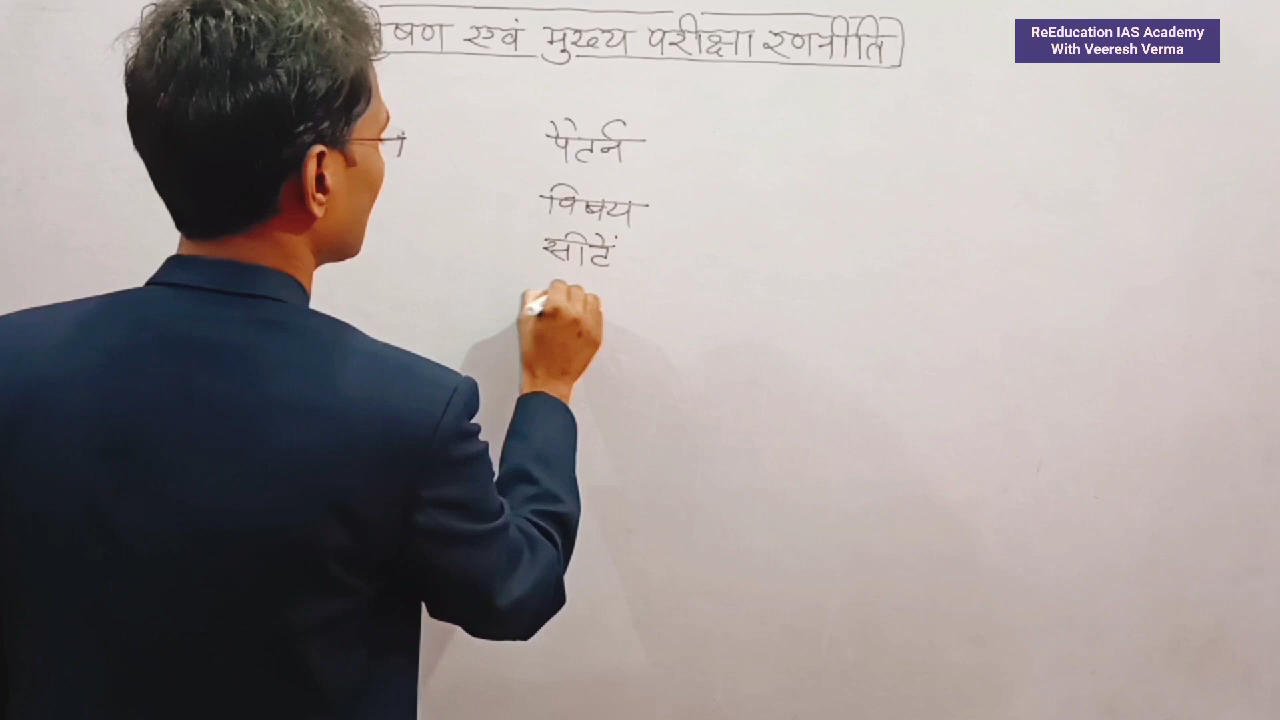 षण एवं मुख्य परीक्षा रणनीति
ReEducation IAS Academy
With Veeresh Verma
पैटर्न
विषय
सीटें